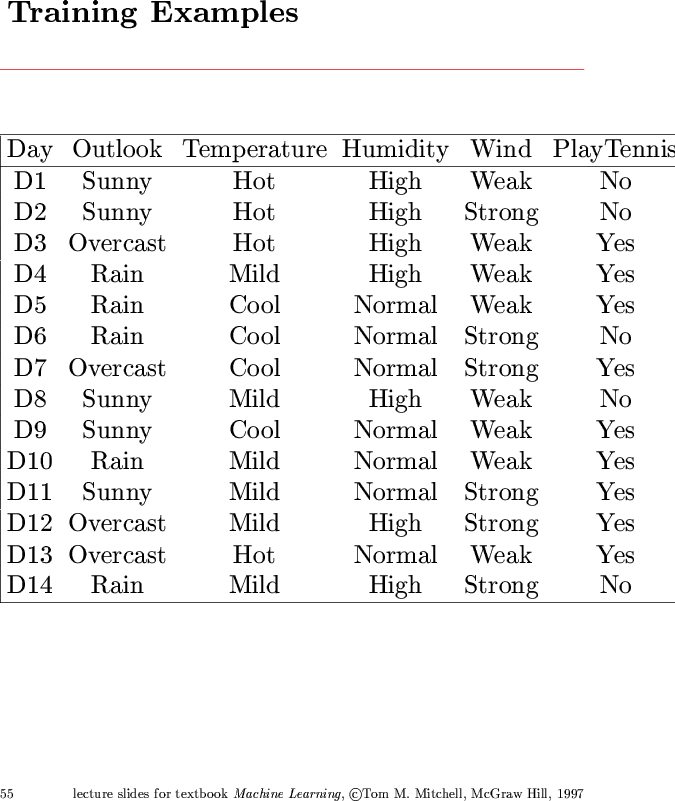 Training Examples
Day Outlook Temperature Humidity Wind PlayTennis
D1 Sunny Hot High Weak No
D2 Sunny Hot High Strong No
D3 Overcast Hot High Weak Yes
D4 Rain Mild High Weak Yes
D5 Rain Cool Normal Weak Yes
D6 Rain Cool Normal Strong No
D7 Overcast Cool Normal Strong Yes
D8 Sunny Mild High Weak No
D9 Sunny Cool Normal Weak Yes
D10 Rain Mild Normal Weak Yes
D11 Sunny Mild Normal Strong Yes
D12 Overcast Mild High Strong Yes
D13 Overcast Hot Normal Weak Yes
D14 Rain Mild High Strong No
55 lecture slides for textbook Machine Learning, ©Tom M. Mitchell, McGraw Hill, 1997